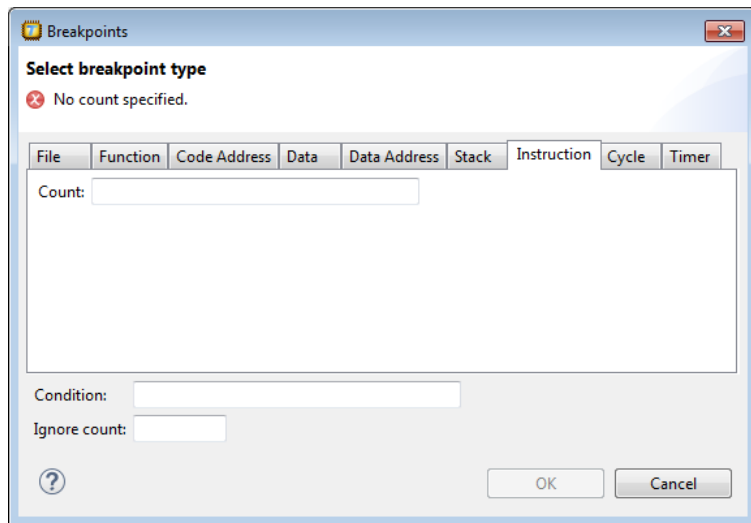 Breakpoints
Select breakpoint type
No count specified.
File Function Code Address Data Data Address Stack Instruction Cycle Timer
Count:
Condition:
Ignore count:
? OK Cancel